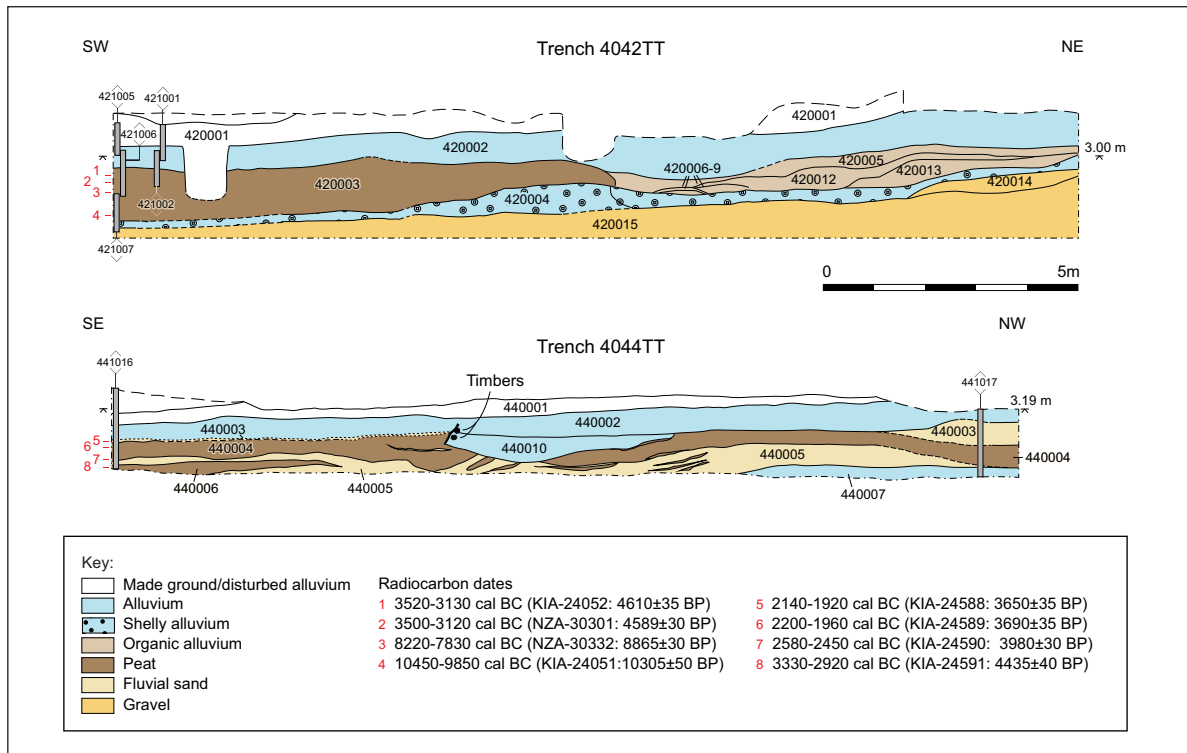 SW
Trench 4042TT
NE
421005
421001
421006
420001
420001
420002
3.00 m
420005
420006-9
420013
1
2
420003
420012
420014
3
421002
420004
4
420015
421007
0
5m
SE
NW
Trench 4044TT
441016
Timbers
441017
440001
3.19 m
440002
440003
440003
5
6
440004
440010
440005
440004
7
8
440006
440005
440007
Key:
Made ground/disturbed alluvium
Alluvium
Shelly alluvium
Organic alluvium
Peat
Fluvial sand
Gravel
Radiocarbon dates
1 3520-3130 cal BC (KIA-24052: 4610±35 BP)
2 3500-3120 cal BC (NZA-30301: 4589±30 BP)
3 8220-7830 cal BC (NZA-30332: 8865±30 BP)
4 10450-9850 cal BC (KIA-24051:10305±50 BP)
5 2140-1920 cal BC (KIA-24588: 3650±35 BP)
6 2200-1960 cal BC (KIA-24589: 3690±35 BP)
7 2580-2450 cal BC (KIA-24590: 3980±30 BP)
8 3330-2920 cal BC (KIA-24591: 4435±40 BP)